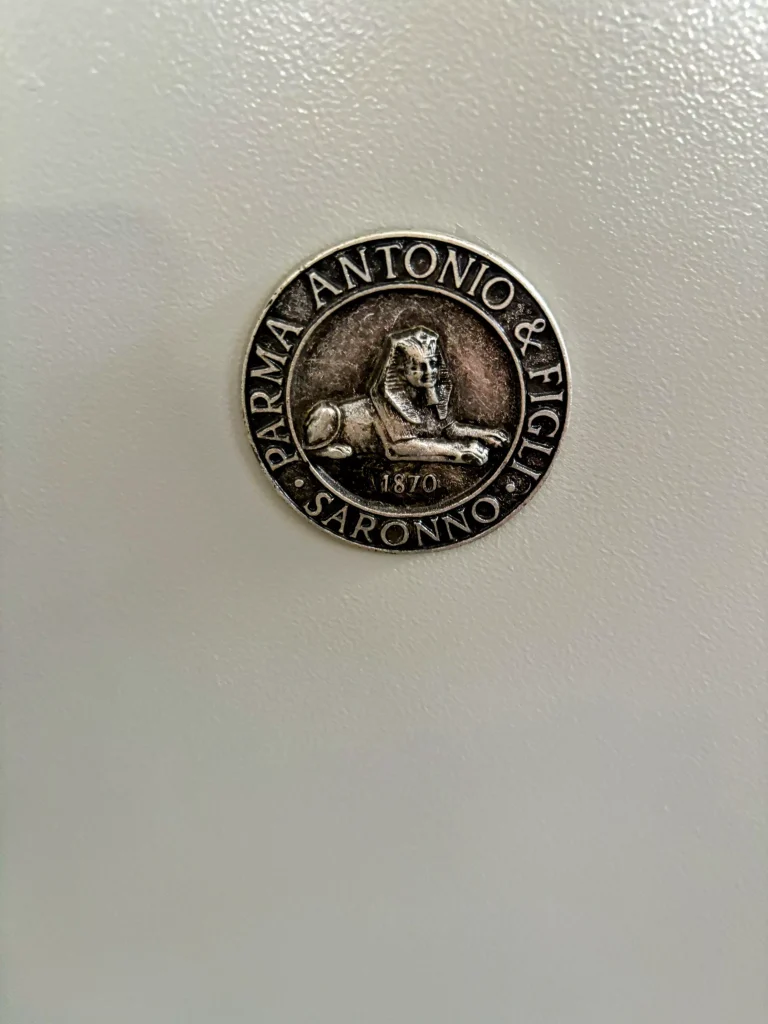 PARMA ANTONIO & FIGLI
· SARONNO ·
1870